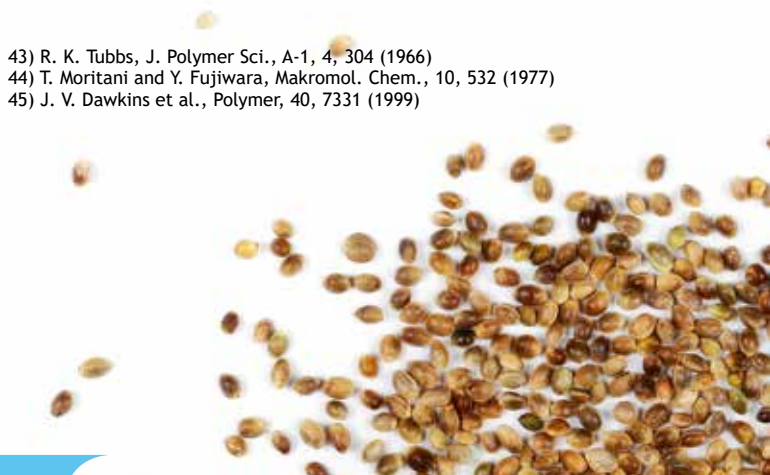 43) R. K. Tubbs, J. Polymer Sci., A-1, 4, 304 (1966)
44) T. Moritani and Y. Fujiwara, Makromol. Chem., 10, 532 (1977)
45) J. V. Dawkins et al., Polymer, 40, 7331 (1999)